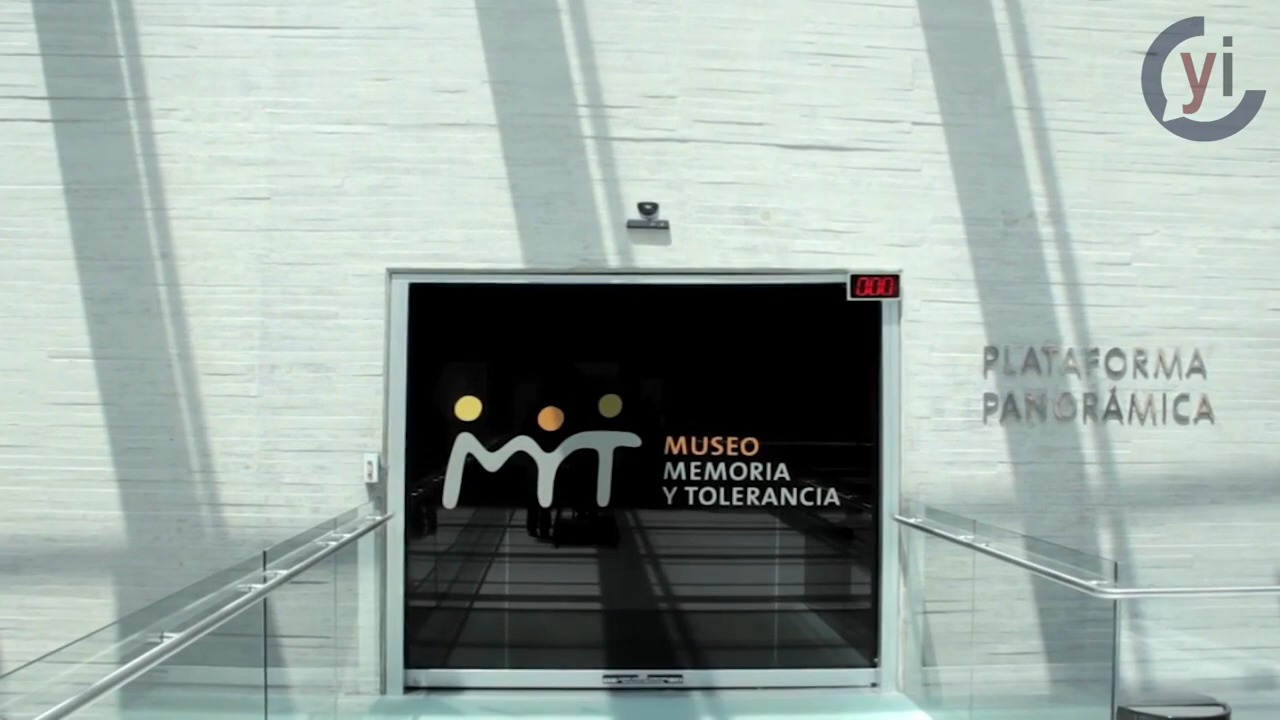 yi
000
PLATAFORMA
PANORÁMICA
MYT
MUSEO
MEMORIA
Y TOLERANCIA